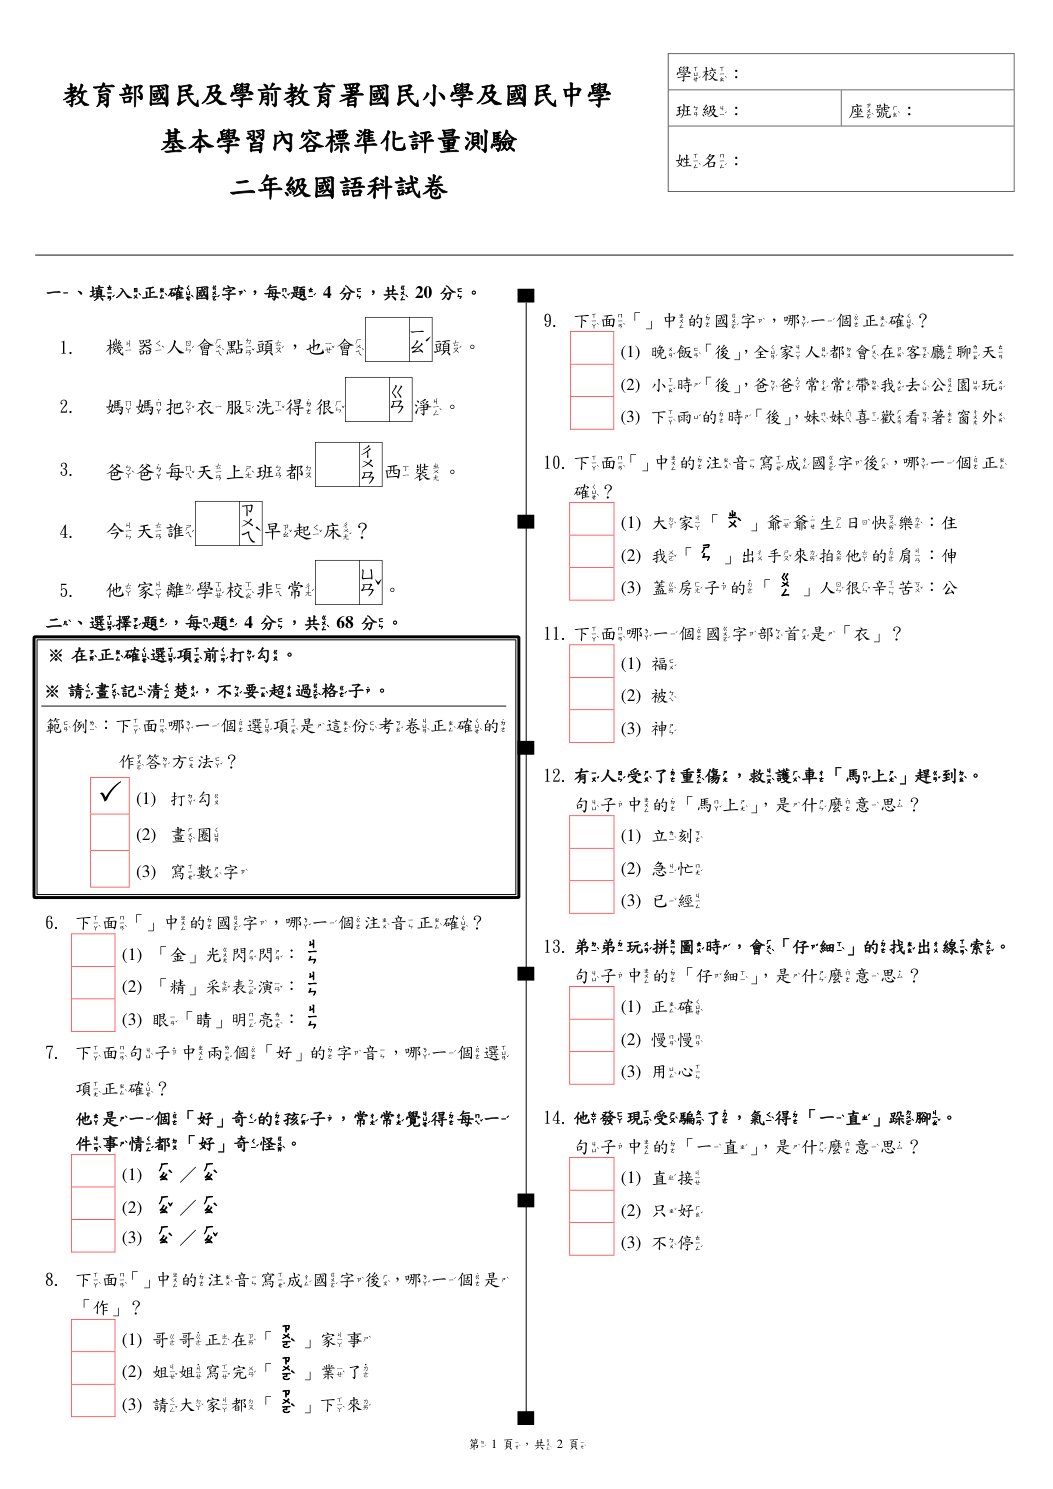 教育部國民及學前教育署國民小學及國民中學
基本學習內容標準化評量測驗
二年級國語科試卷
學校：
班級：
座號：
姓名：
一、填入正確國字，每題 4 分，共 20 分。
1. 機器人會點頭，也會ㄧㄠˊ頭。
2. 媽媽把衣服洗得很ㄍㄢ淨。
3. 爸爸每天上班都ㄔㄨㄢ西裝。
4. 今天誰ㄗㄨㄟˋ早起床？
5. 他家離學校非常ㄩㄢˇ。
二、選擇題，每題 4 分，共 68 分。
※ 在正確選項前打勾。
※ 請畫記清楚，不要超過格子。
範例：下面哪一個選項是這份考卷正確的
作答方法？
✓ (1) 打勾
(2) 畫圈
(3) 寫數字
6. 下面「」中的國字，哪一個注音正確？
(1) 「金」光閃閃：ㄐㄧㄣ
(2) 「精」采表演：ㄐㄧㄣ
(3) 眼「睛」明亮：ㄐㄧㄣ
7. 下面句子中兩個「好」的字音，哪一個選
項正確？
他是一個「好」奇的孩子，常常覺得每一
件事情都「好」奇怪。
(1) ㄏㄠˋ／ㄏㄠˋ
(2) ㄏㄠˇ／ㄏㄠˋ
(3) ㄏㄠˋ／ㄏㄠˇ
8. 下面「」中的注音寫成國字後，哪一個是
「作」？
(1) 哥哥正在「ㄗㄨㄛˋ」家事
(2) 姐姐寫完「ㄗㄨㄛˋ」業了
(3) 請大家都「ㄗㄨㄛˋ」下來
9. 下面「」中的國字，哪一個正確？
(1) 晚飯「後」，全家人都會在客廳聊天
(2) 小時「後」，爸爸常常帶我去公園玩
(3) 下雨的時「後」，妹妹喜歡看著窗外
10. 下面「」中的注音寫成國字後，哪一個正
確？
(1) 大家「ㄓㄨˋ」爺爺生日快樂：住
(2) 我「ㄕㄣ」出手來拍他的肩：伸
(3) 蓋房子的「ㄍㄨㄥ」人很辛苦：公
11. 下面哪一個國字部首是「衣」？
(1) 福
(2) 被
(3) 神
12. 有人受了重傷，救護車「馬上」趕到。
句子中的「馬上」，是什麼意思？
(1) 立刻
(2) 急忙
(3) 已經
13. 弟弟玩拼圖時，會「仔細」的找出線索。
句子中的「仔細」，是什麼意思？
(1) 正確
(2) 慢慢
(3) 用心
14. 他發現受騙了，氣得「一直」跺腳。
句子中的「一直」，是什麼意思？
(1) 直接
(2) 只好
(3) 不停
第 1 頁，共 2 頁